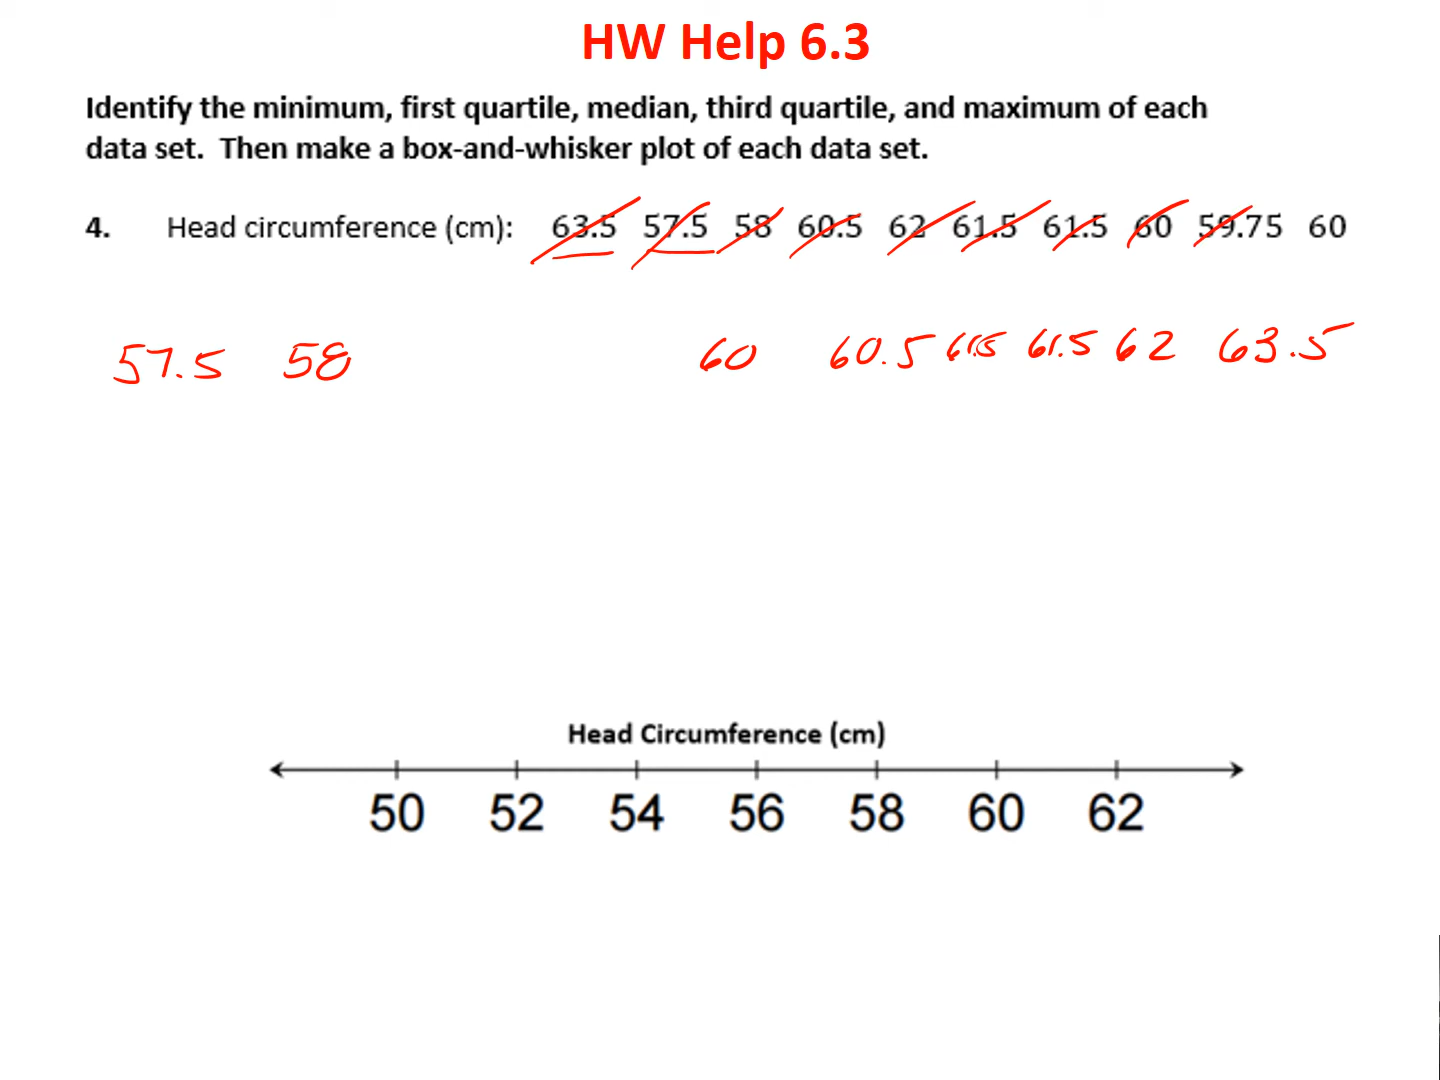 HW Help 6.3
Identify the minimum, first quartile, median, third quartile, and maximum of each
data set. Then make a box-and-whisker plot of each data set.
4. Head circumference (cm): 63.5 57.5 58 60.5 62 61.5 61.5 60 59.75 60
57.5 58 60 60.5 61.5 61.5 62 63.5
Head Circumference (cm)
50 52 54 56 58 60 62